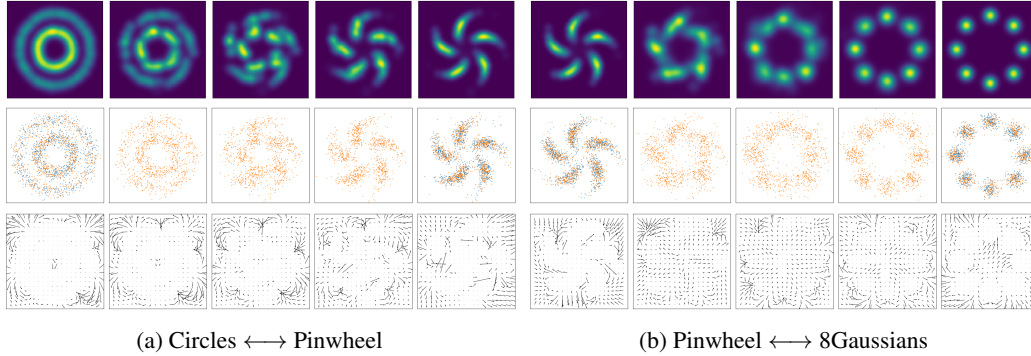 (a) Circles ⟷ Pinwheel
(b) Pinwheel ⟷ 8Gaussians